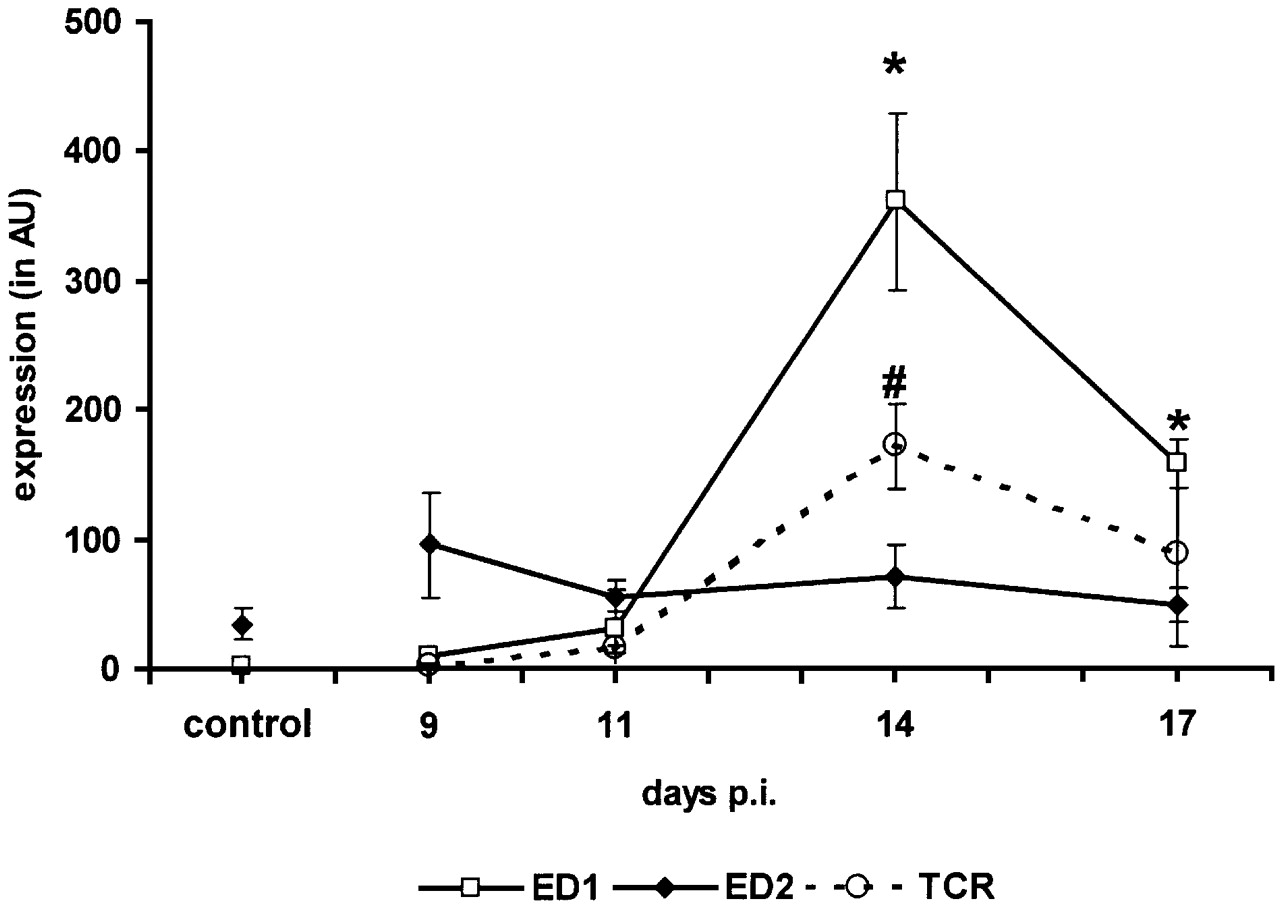 500
*
400
300
#
200
*
100
0
expression (in AU)
control 9 11 14 17
days p.i.
ED1 ED2 TCR